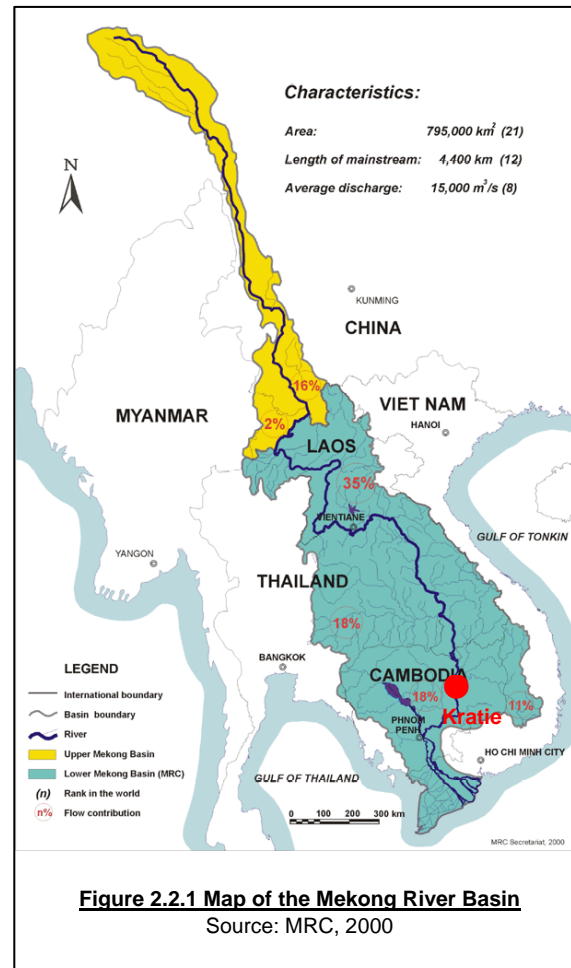 Characteristics:
Area: 795,000 km² (21)
Length of mainstream: 4,400 km (12)
Average discharge: 15,000 m³/s (8)
N
KUNMING
CHINA
16%
MYANMAR
2%
VIET NAM
HANOI
LAOS
35%
VIENTIANE
GULF OF TONKIN
YANGON
THAILAND
18%
BANGKOK
CAMBODIA
18%
11%
Kratie
PHNOM
PENH
HO CHI MINH CITY
GULF OF THAILAND
LEGEND
International boundary
Basin boundary
River
Upper Mekong Basin
Lower Mekong Basin (MRC)
(n) Rank in the world
n% Flow contribution
0 100 200 300 km
MRC Secretariat, 2000
Figure 2.2.1 Map of the Mekong River Basin
Source: MRC, 2000